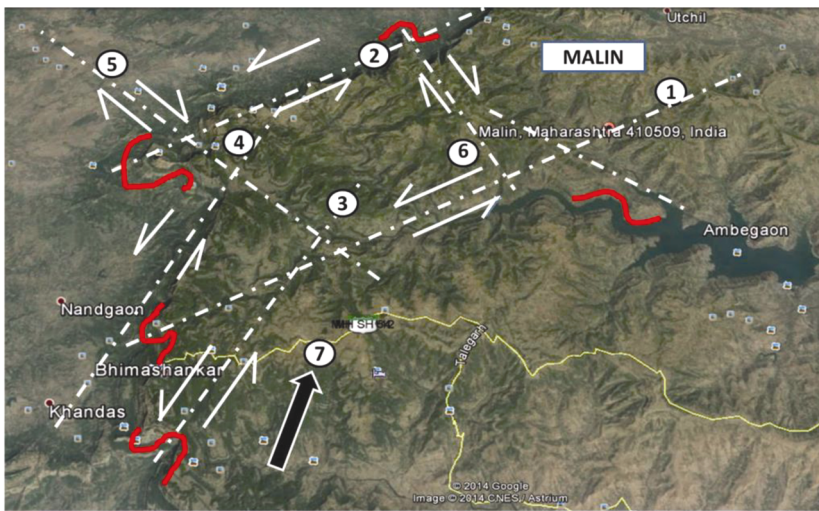 Utchil
MALIN
2
5
1
Malin, Maharashtra 410509, India
4
6
3
Ambegaon
Nandgaon
7
Talegarh
Bhimashankar
Khandas
© 2014 Google
Image © 2014 CNES / Astrium